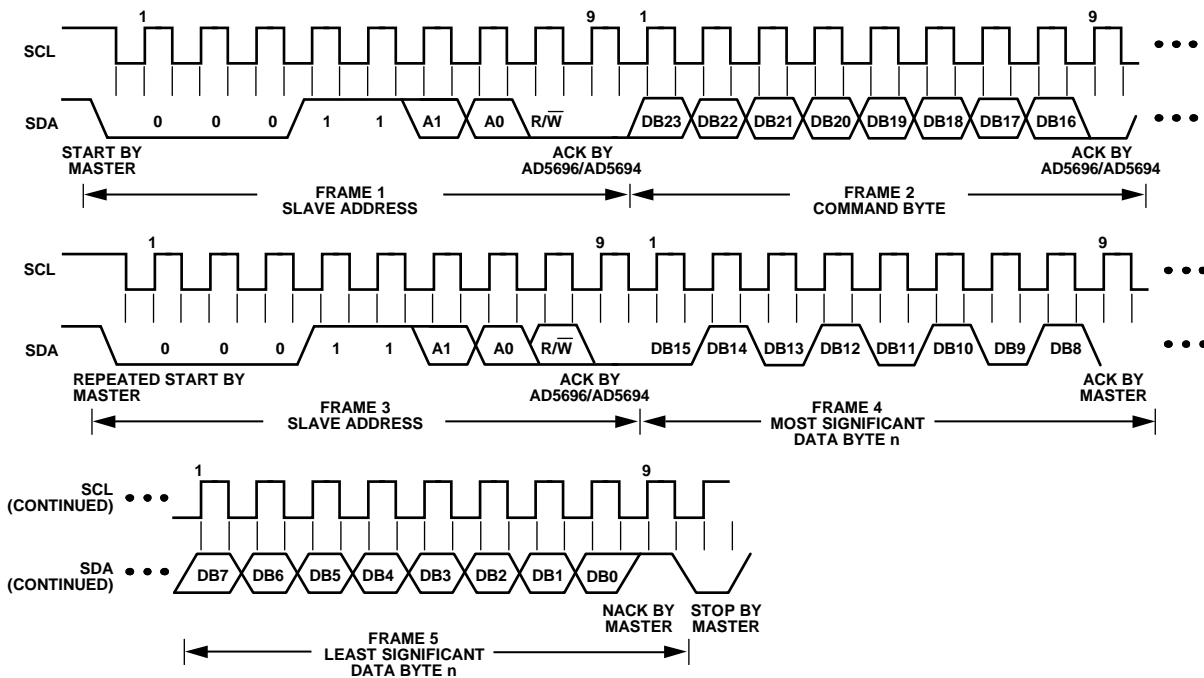 1 9 1 9
SCL
SDA 0 0 0 1 1 A1 A0 R/W̅ DB23 DB22 DB21 DB20 DB19 DB18 DB17 DB16
START BY MASTER
ACK BY AD5696/AD5694
ACK BY AD5696/AD5694
FRAME 1
SLAVE ADDRESS
FRAME 2
COMMAND BYTE
1 9 1 9
SCL
SDA 0 0 0 1 1 A1 A0 R/W̅ DB15 DB14 DB13 DB12 DB11 DB10 DB9 DB8
REPEATED START BY
MASTER
ACK BY
AD5696/AD5694
ACK BY
MASTER
FRAME 3
SLAVE ADDRESS
FRAME 4
MOST SIGNIFICANT
DATA BYTE n
1 9
SCL
(CONTINUED)
SDA
(CONTINUED)
DB7 DB6 DB5 DB4 DB3 DB2 DB1 DB0
NACK BY
MASTER
STOP BY
MASTER
FRAME 5
LEAST SIGNIFICANT
DATA BYTE n